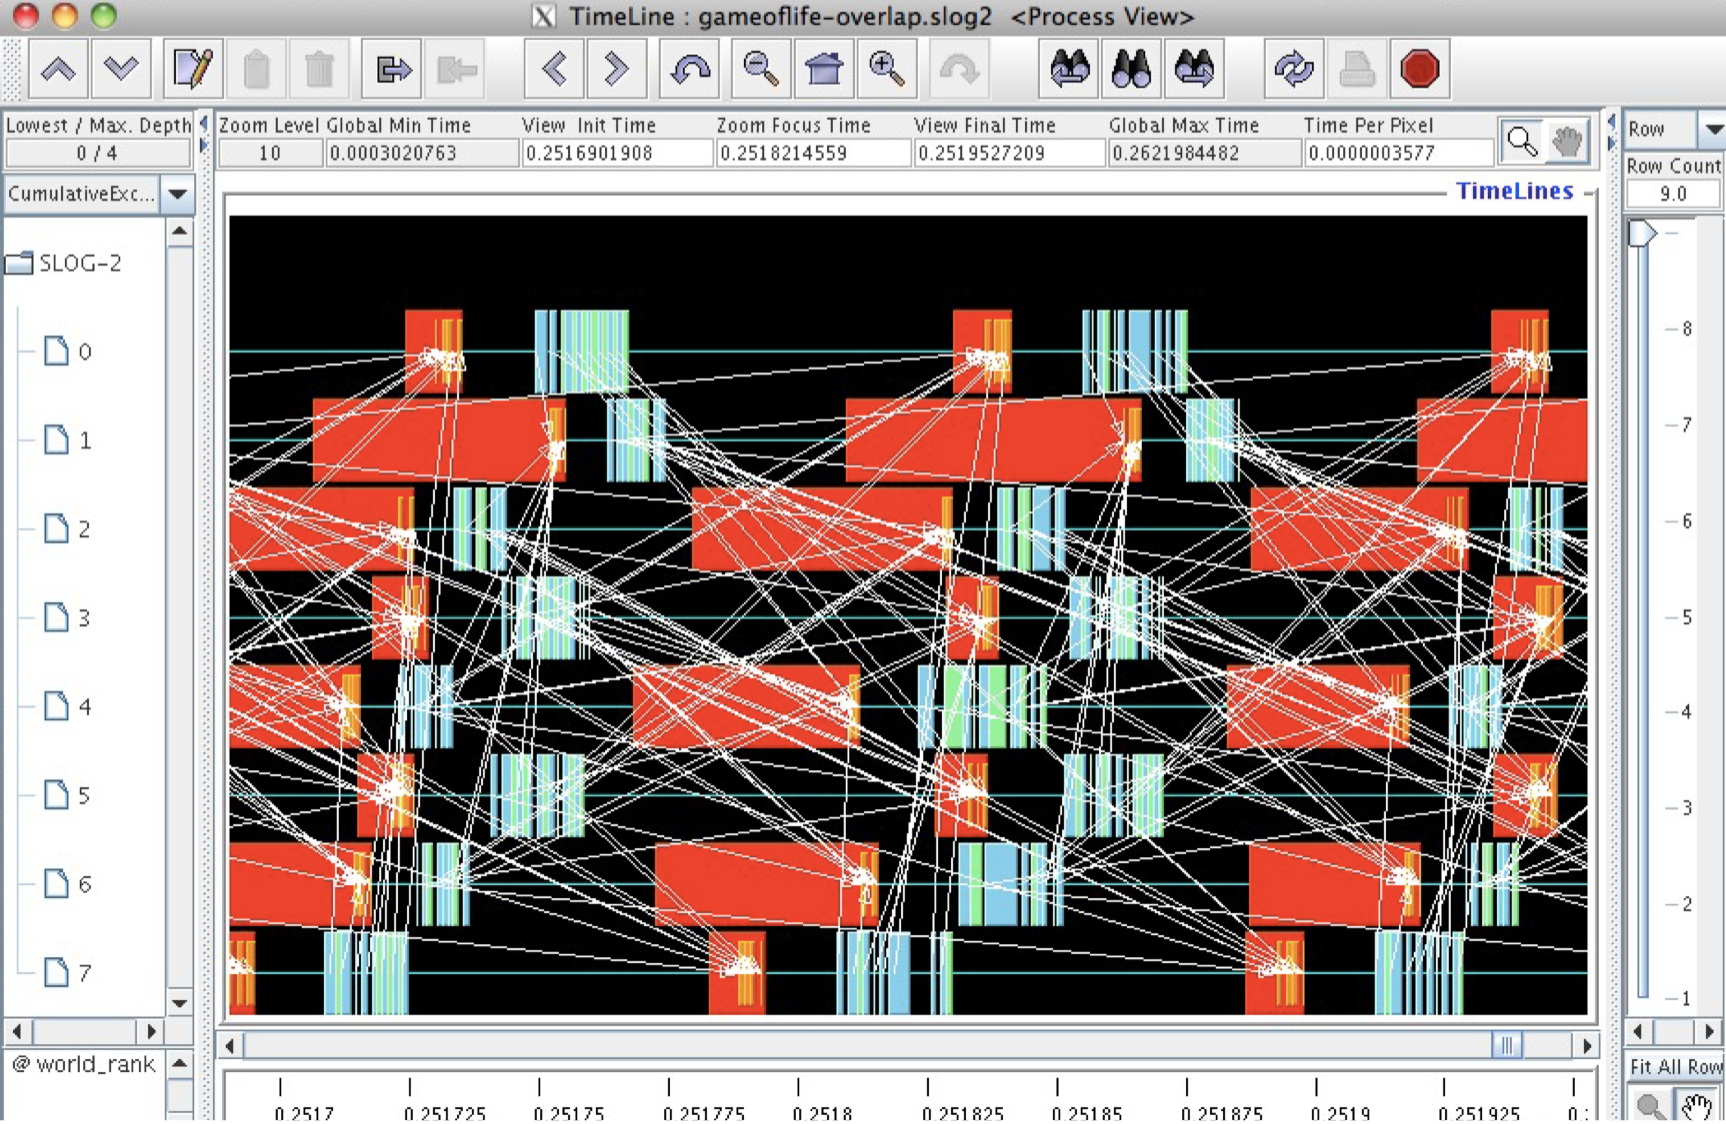 TimeLine : gameoflife-overlap.slog2 <Process View>
Lowest / Max. Depth
0 / 4
Zoom Level
10
Global Min Time
0.0003020763
View Init Time
0.2516901908
Zoom Focus Time
0.2518214559
View Final Time
0.2519527209
Global Max Time
0.2621984482
Time Per Pixel
0.0000003577
Row
Row Count
9.0
CumulativeExc...
TimeLines
SLOG-2
0
1
2
3
4
5
6
7
8
7
6
5
4
3
2
1
@ world_rank
Fit All Row
0.2517 0.251725 0.25175 0.251775 0.2518 0.251825 0.25185 0.251875 0.2519 0.251925